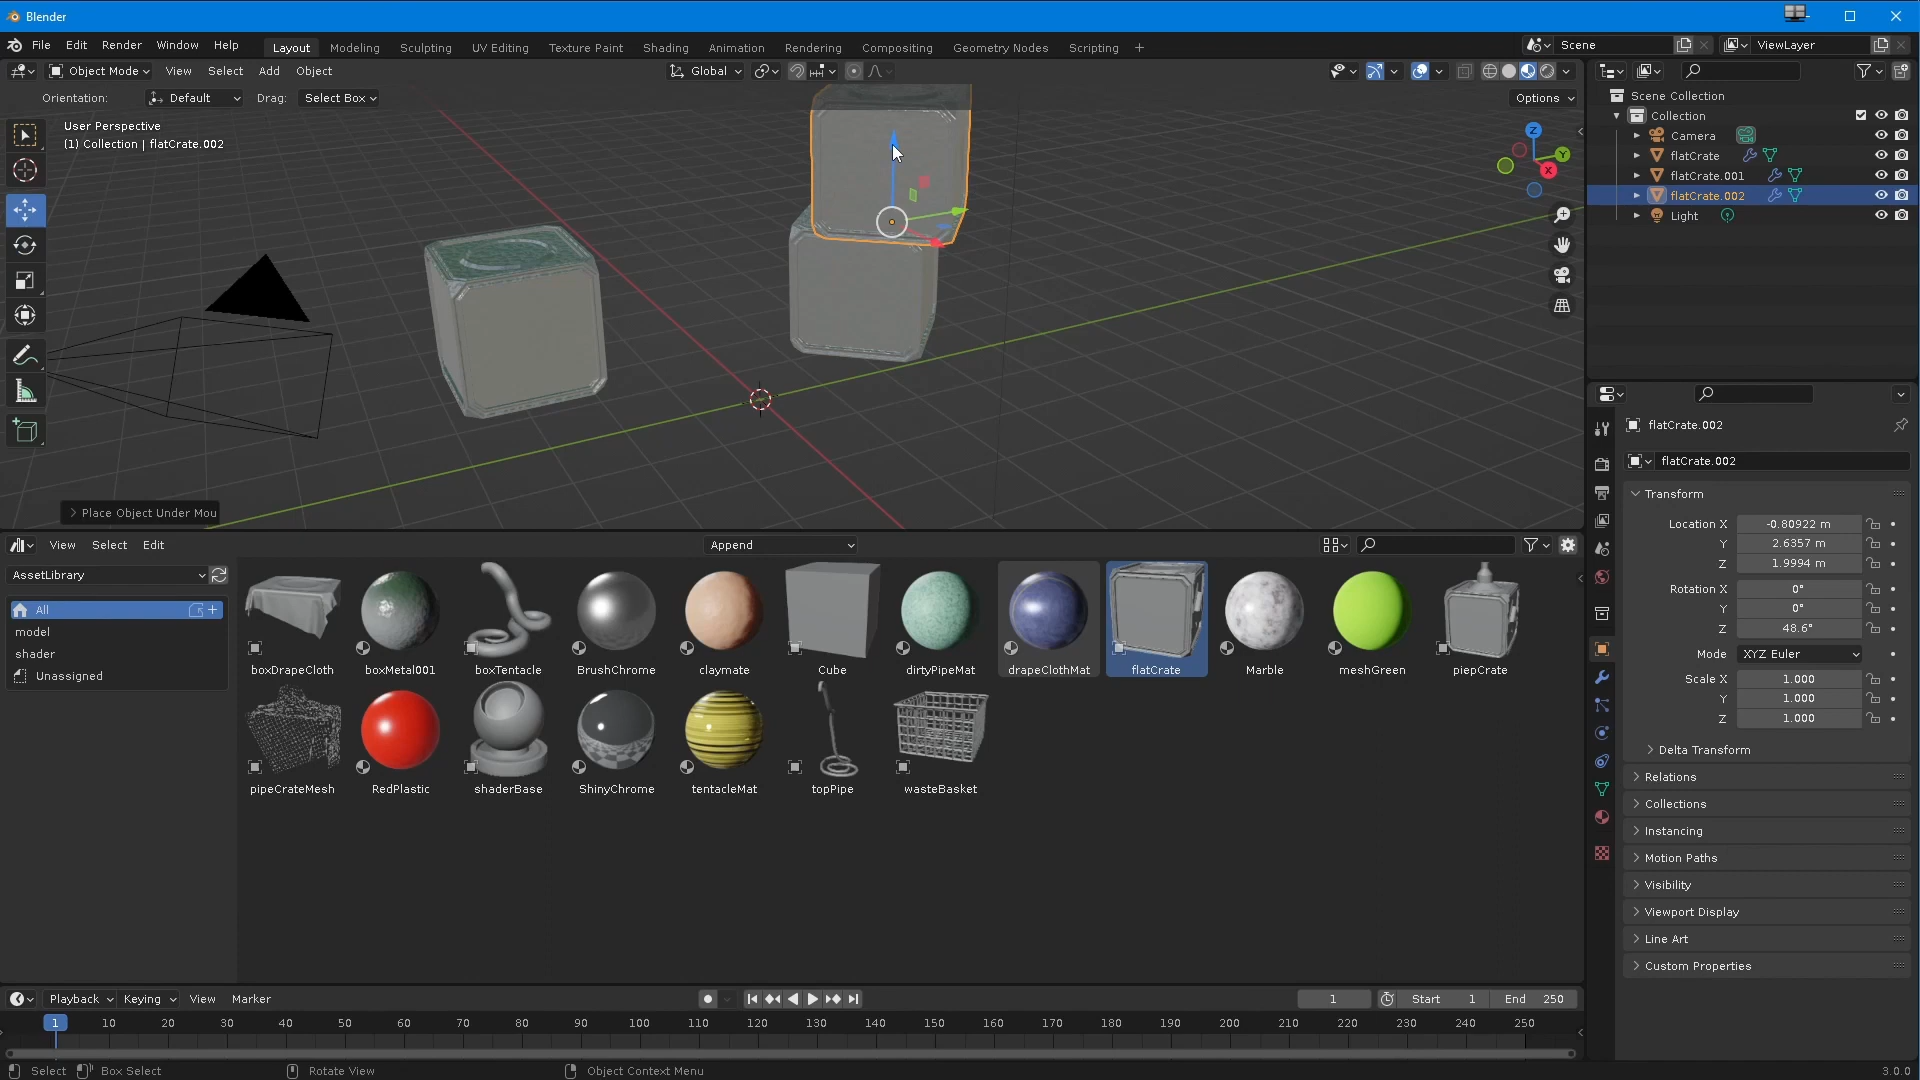 Blender
File Edit Render Window Help
Layout Modeling Sculpting UV Editing Texture Paint Shading Animation Rendering Compositing Geometry Nodes Scripting +
Scene
ViewLayer
Object Mode View Select Add Object
Global
Orientation: Default Drag: Select Box
Options
User Perspective
(1) Collection | flatCrate.002
Z
Y
X
Place Object Under Mou
Scene Collection
Collection
Camera
flatCrate
flatCrate.001
flatCrate.002
Light
flatCrate.002
flatCrate.002
Transform
Location X -0.80922 m
Y 2.6357 m
Z 1.9994 m
Rotation X 0°
Y 0°
Z 48.6°
Mode XYZ Euler
Scale X 1.000
Y 1.000
Z 1.000
Delta Transform
Relations
Collections
Instancing
Motion Paths
Visibility
Viewport Display
Line Art
Custom Properties
View Select Edit
Append
AssetLibrary
All
model
shader
Unassigned
boxDrapeCloth boxMetal001 boxTentacle BrushChrome claymate Cube dirtyPipeMat drapeClothMat flatCrate Marble meshGreen piepCrate
pipeCrateMesh RedPlastic shaderBase ShinyChrome tentacleMat topPipe wasteBasket
Playback Keying View Marker
1
Start 1 End 250
1 10 20 30 40 50 60 70 80 90 100 110 120 130 140 150 160 170 180 190 200 210 220 230 240 250
Select Box Select Rotate View Object Context Menu
3.0.0